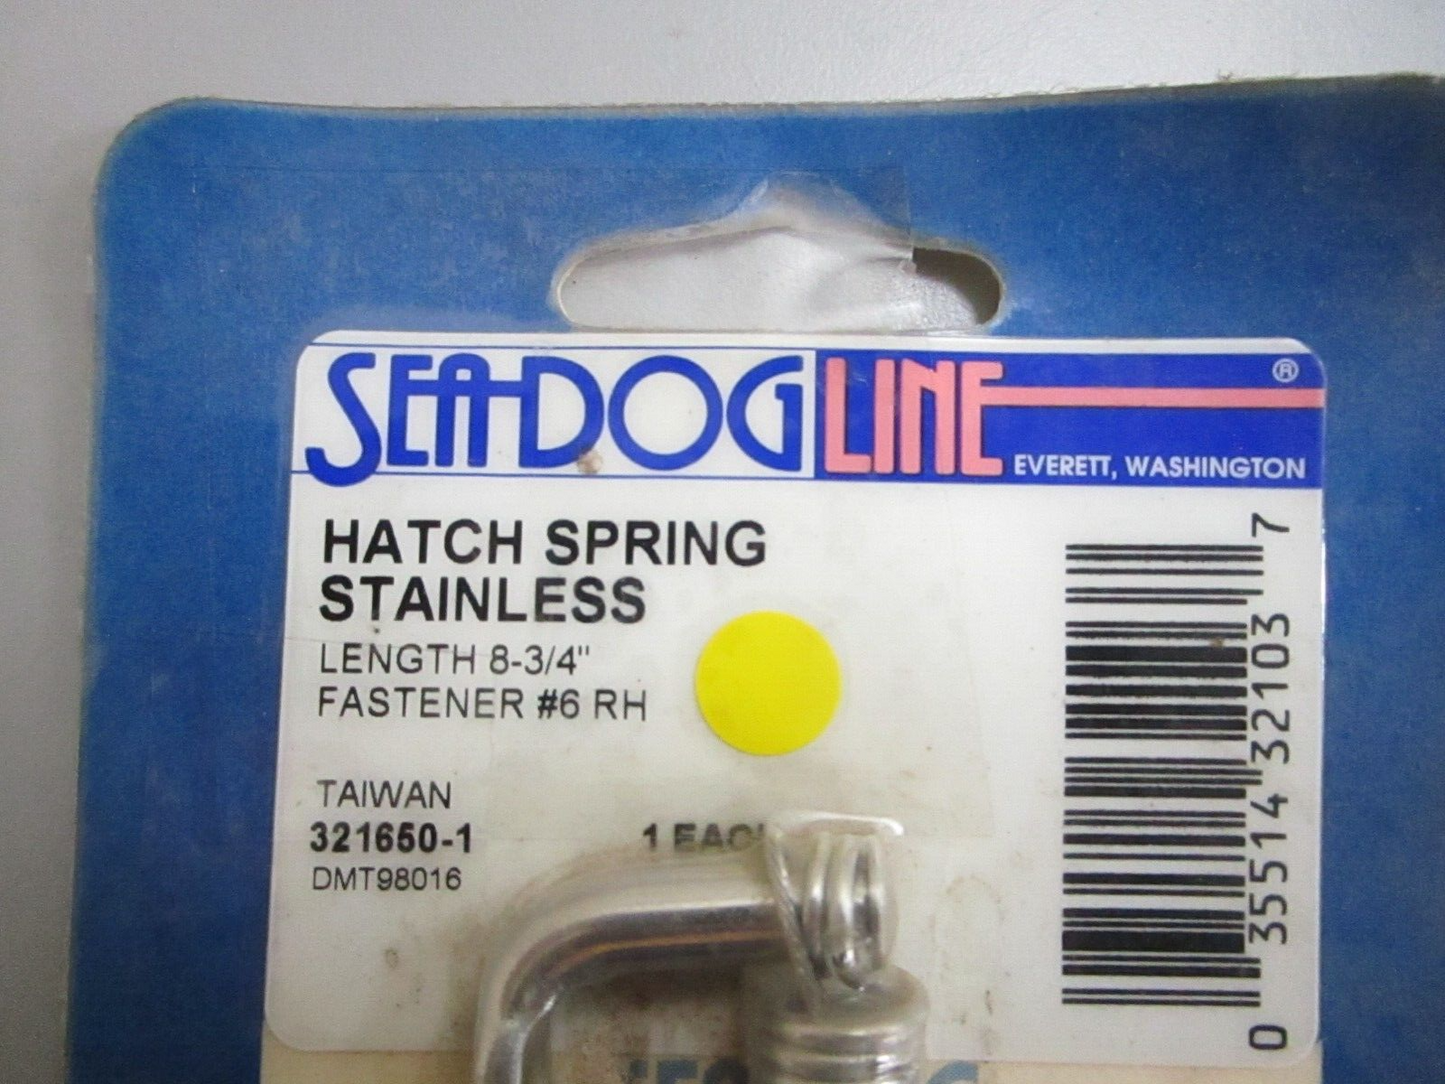 SEA-DOG LINE ®
EVERETT, WASHINGTON
HATCH SPRING
STAINLESS
LENGTH 8-3/4"
FASTENER #6 RH
TAIWAN
321650-1 1
DMT98016
0 35514 32103 7